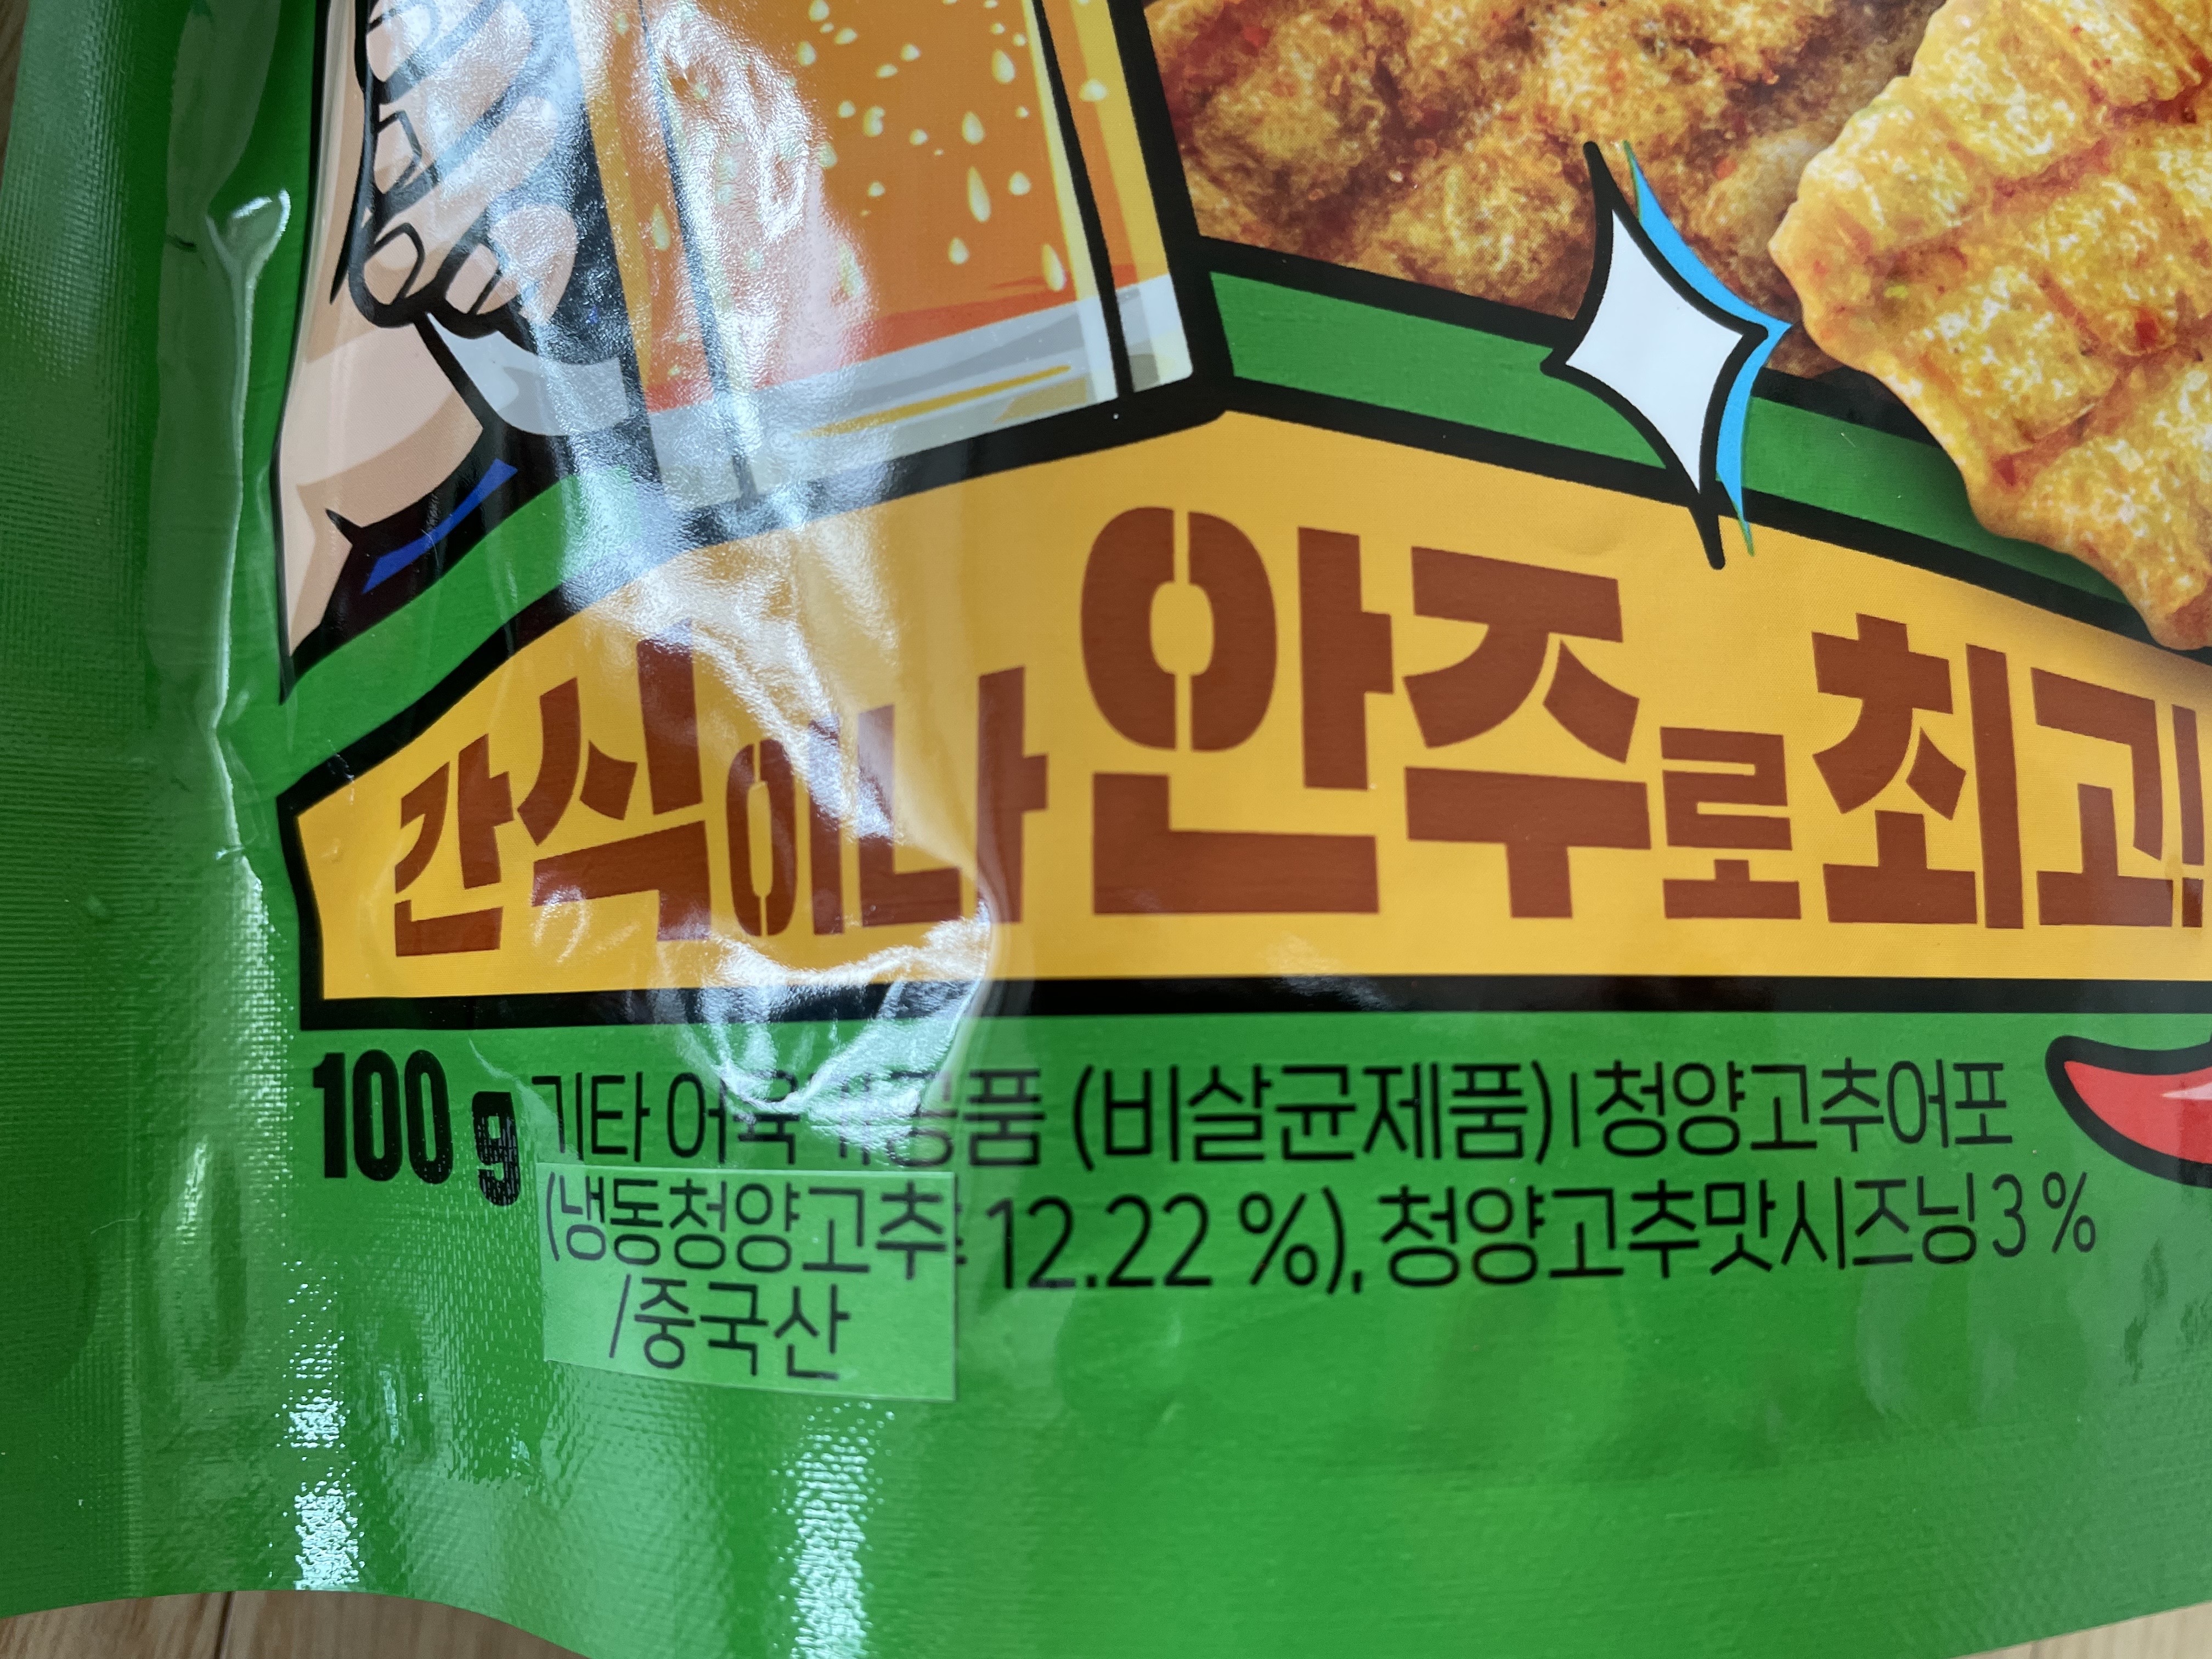 간식이나 안주로 최고!
100 g 기타 어육가공품 (비살균제품) | 청양고추어포
(냉동청양고추 12.22 %), 청양고추맛시즈닝 3 %
/중국산